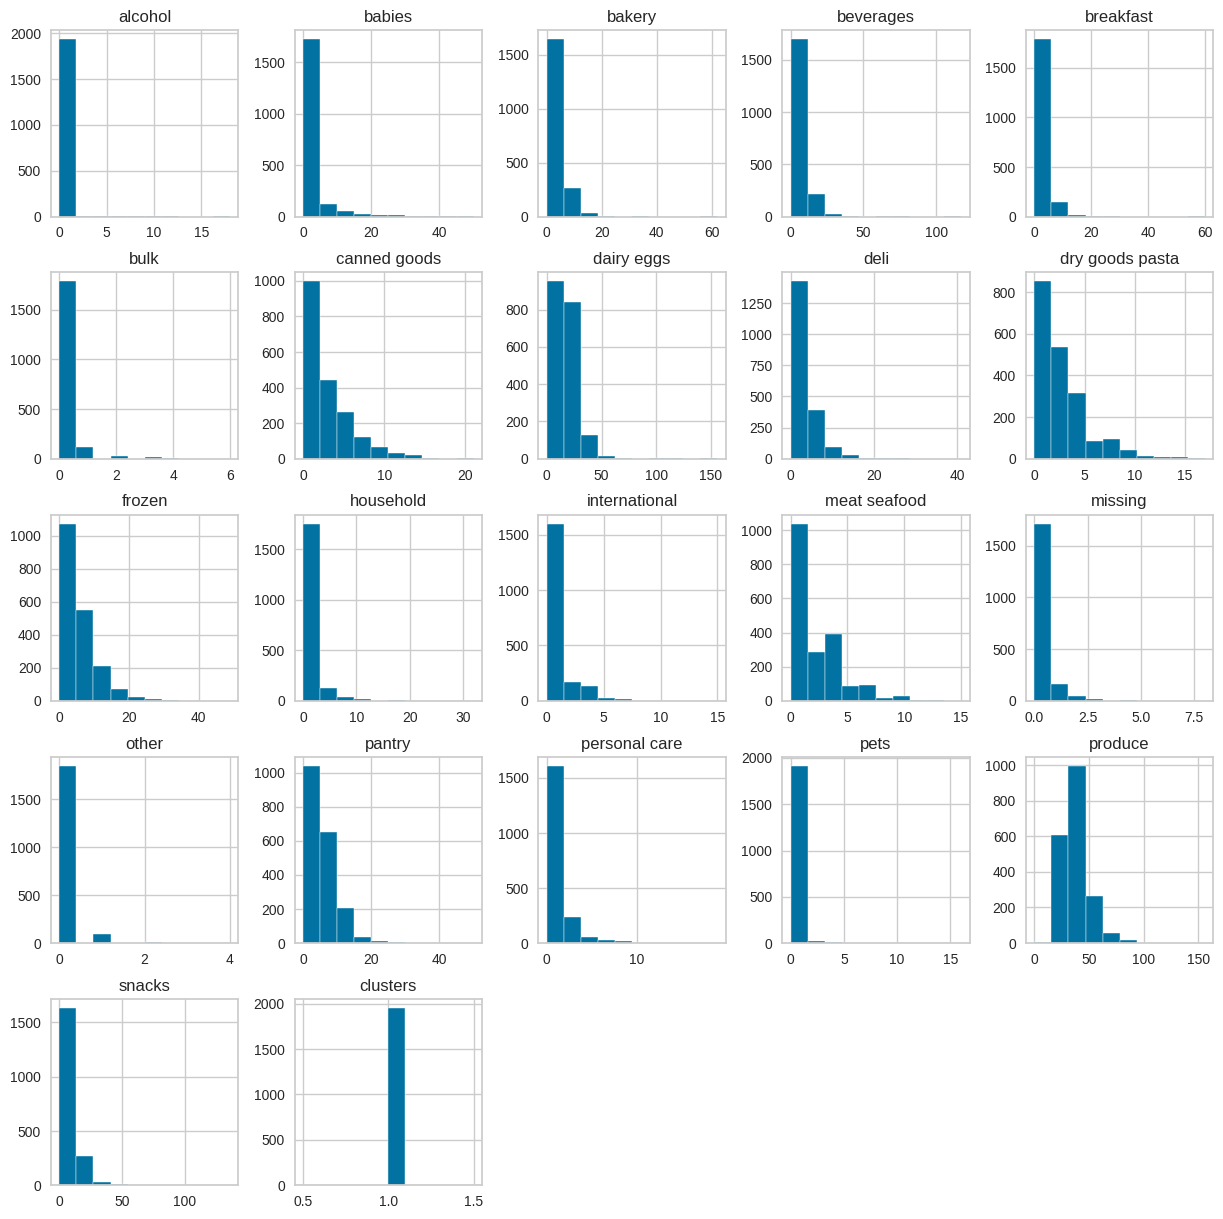 alcohol babies bakery beverages breakfast
2000 1500 1000 500 0
0 5 10 15
1500 1000 500 0
0 20 40
1500 1000 500 0
0 20 40 60
1500 1000 500 0
0 50 100
1500 1000 500 0
0 20 40 60
bulk canned goods dairy eggs deli dry goods pasta
1500 1000 500 0
0 2 4 6
1000 800 600 400 200 0
0 10 20
800 600 400 200 0
0 50 100 150
1250 1000 750 500 250 0
0 20 40
800 600 400 200 0
0 5 10 15
frozen household international meat seafood missing
1000 800 600 400 200 0
0 20 40
1500 1000 500 0
0 10 20 30
1500 1000 500 0
0 5 10 15
1000 800 600 400 200 0
0 5 10 15
1500 1000 500 0
0.0 2.5 5.0 7.5
other pantry personal care pets produce
1500 1000 500 0
0 2 4
1000 800 600 400 200 0
0 20 40
1500 1000 500 0
0 10
2000 1500 1000 500 0
0 5 10 15
1000 800 600 400 200 0
0 50 100 150
snacks clusters
1500 1000 500 0
0 50 100
2000 1500 1000 500 0
0.5 1.0 1.5